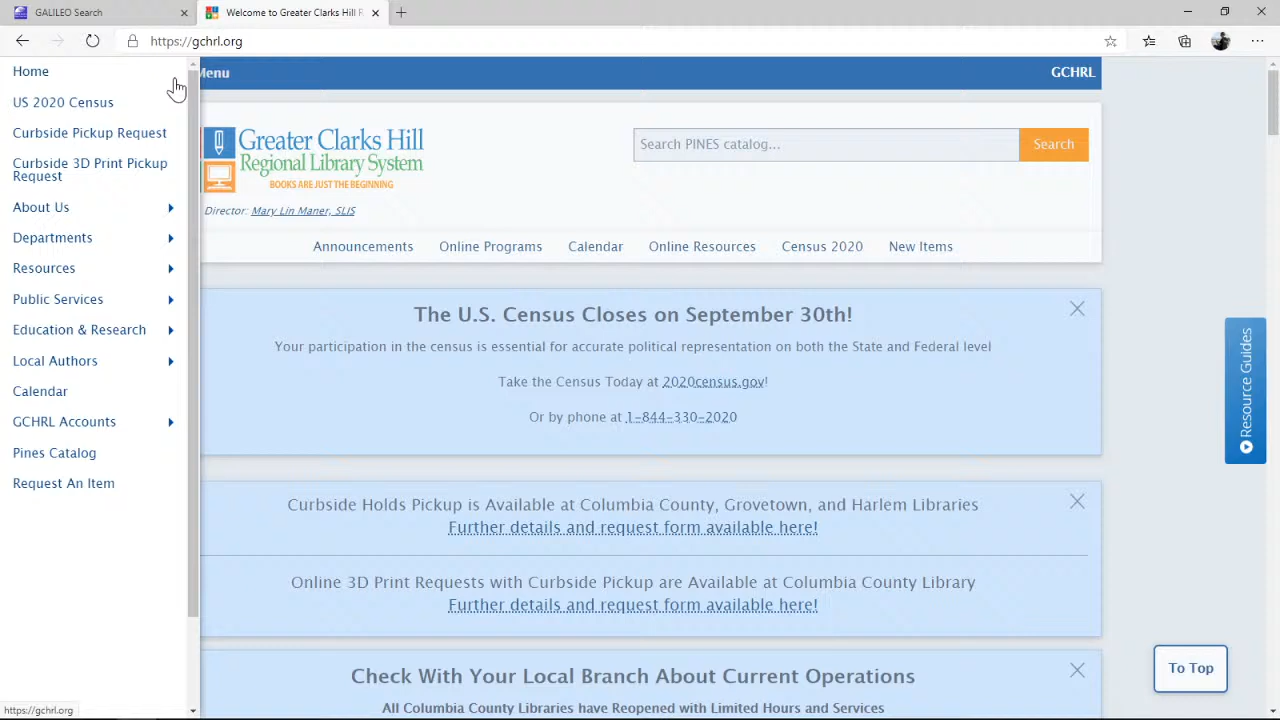 GALILEO Search
Welcome to Greater Clarks Hill R
https://gchrl.org
Home
US 2020 Census
Curbside Pickup Request
Curbside 3D Print Pickup
Request
About Us
Departments
Resources
Public Services
Education & Research
Local Authors
Calendar
GCHRL Accounts
Pines Catalog
Request An Item
https://gchrl.org
Menu
GCHRL
Greater Clarks Hill
Regional Library System
BOOKS ARE JUST THE BEGINNING
Search PINES catalog...
Search
Director: Mary Lin Maner, SLIS
Announcements Online Programs Calendar Online Resources Census 2020 New Items
The U.S. Census Closes on September 30th!
Your participation in the census is essential for accurate political representation on both the State and Federal level
Take the Census Today at 2020census.gov!
Or by phone at 1-844-330-2020
Curbside Holds Pickup is Available at Columbia County, Grovetown, and Harlem Libraries
Further details and request form available here!
Online 3D Print Requests with Curbside Pickup are Available at Columbia County Library
Further details and request form available here!
Check With Your Local Branch About Current Operations
All Columbia County Libraries have Reopened with Limited Hours and Services
Resource Guides
To Top